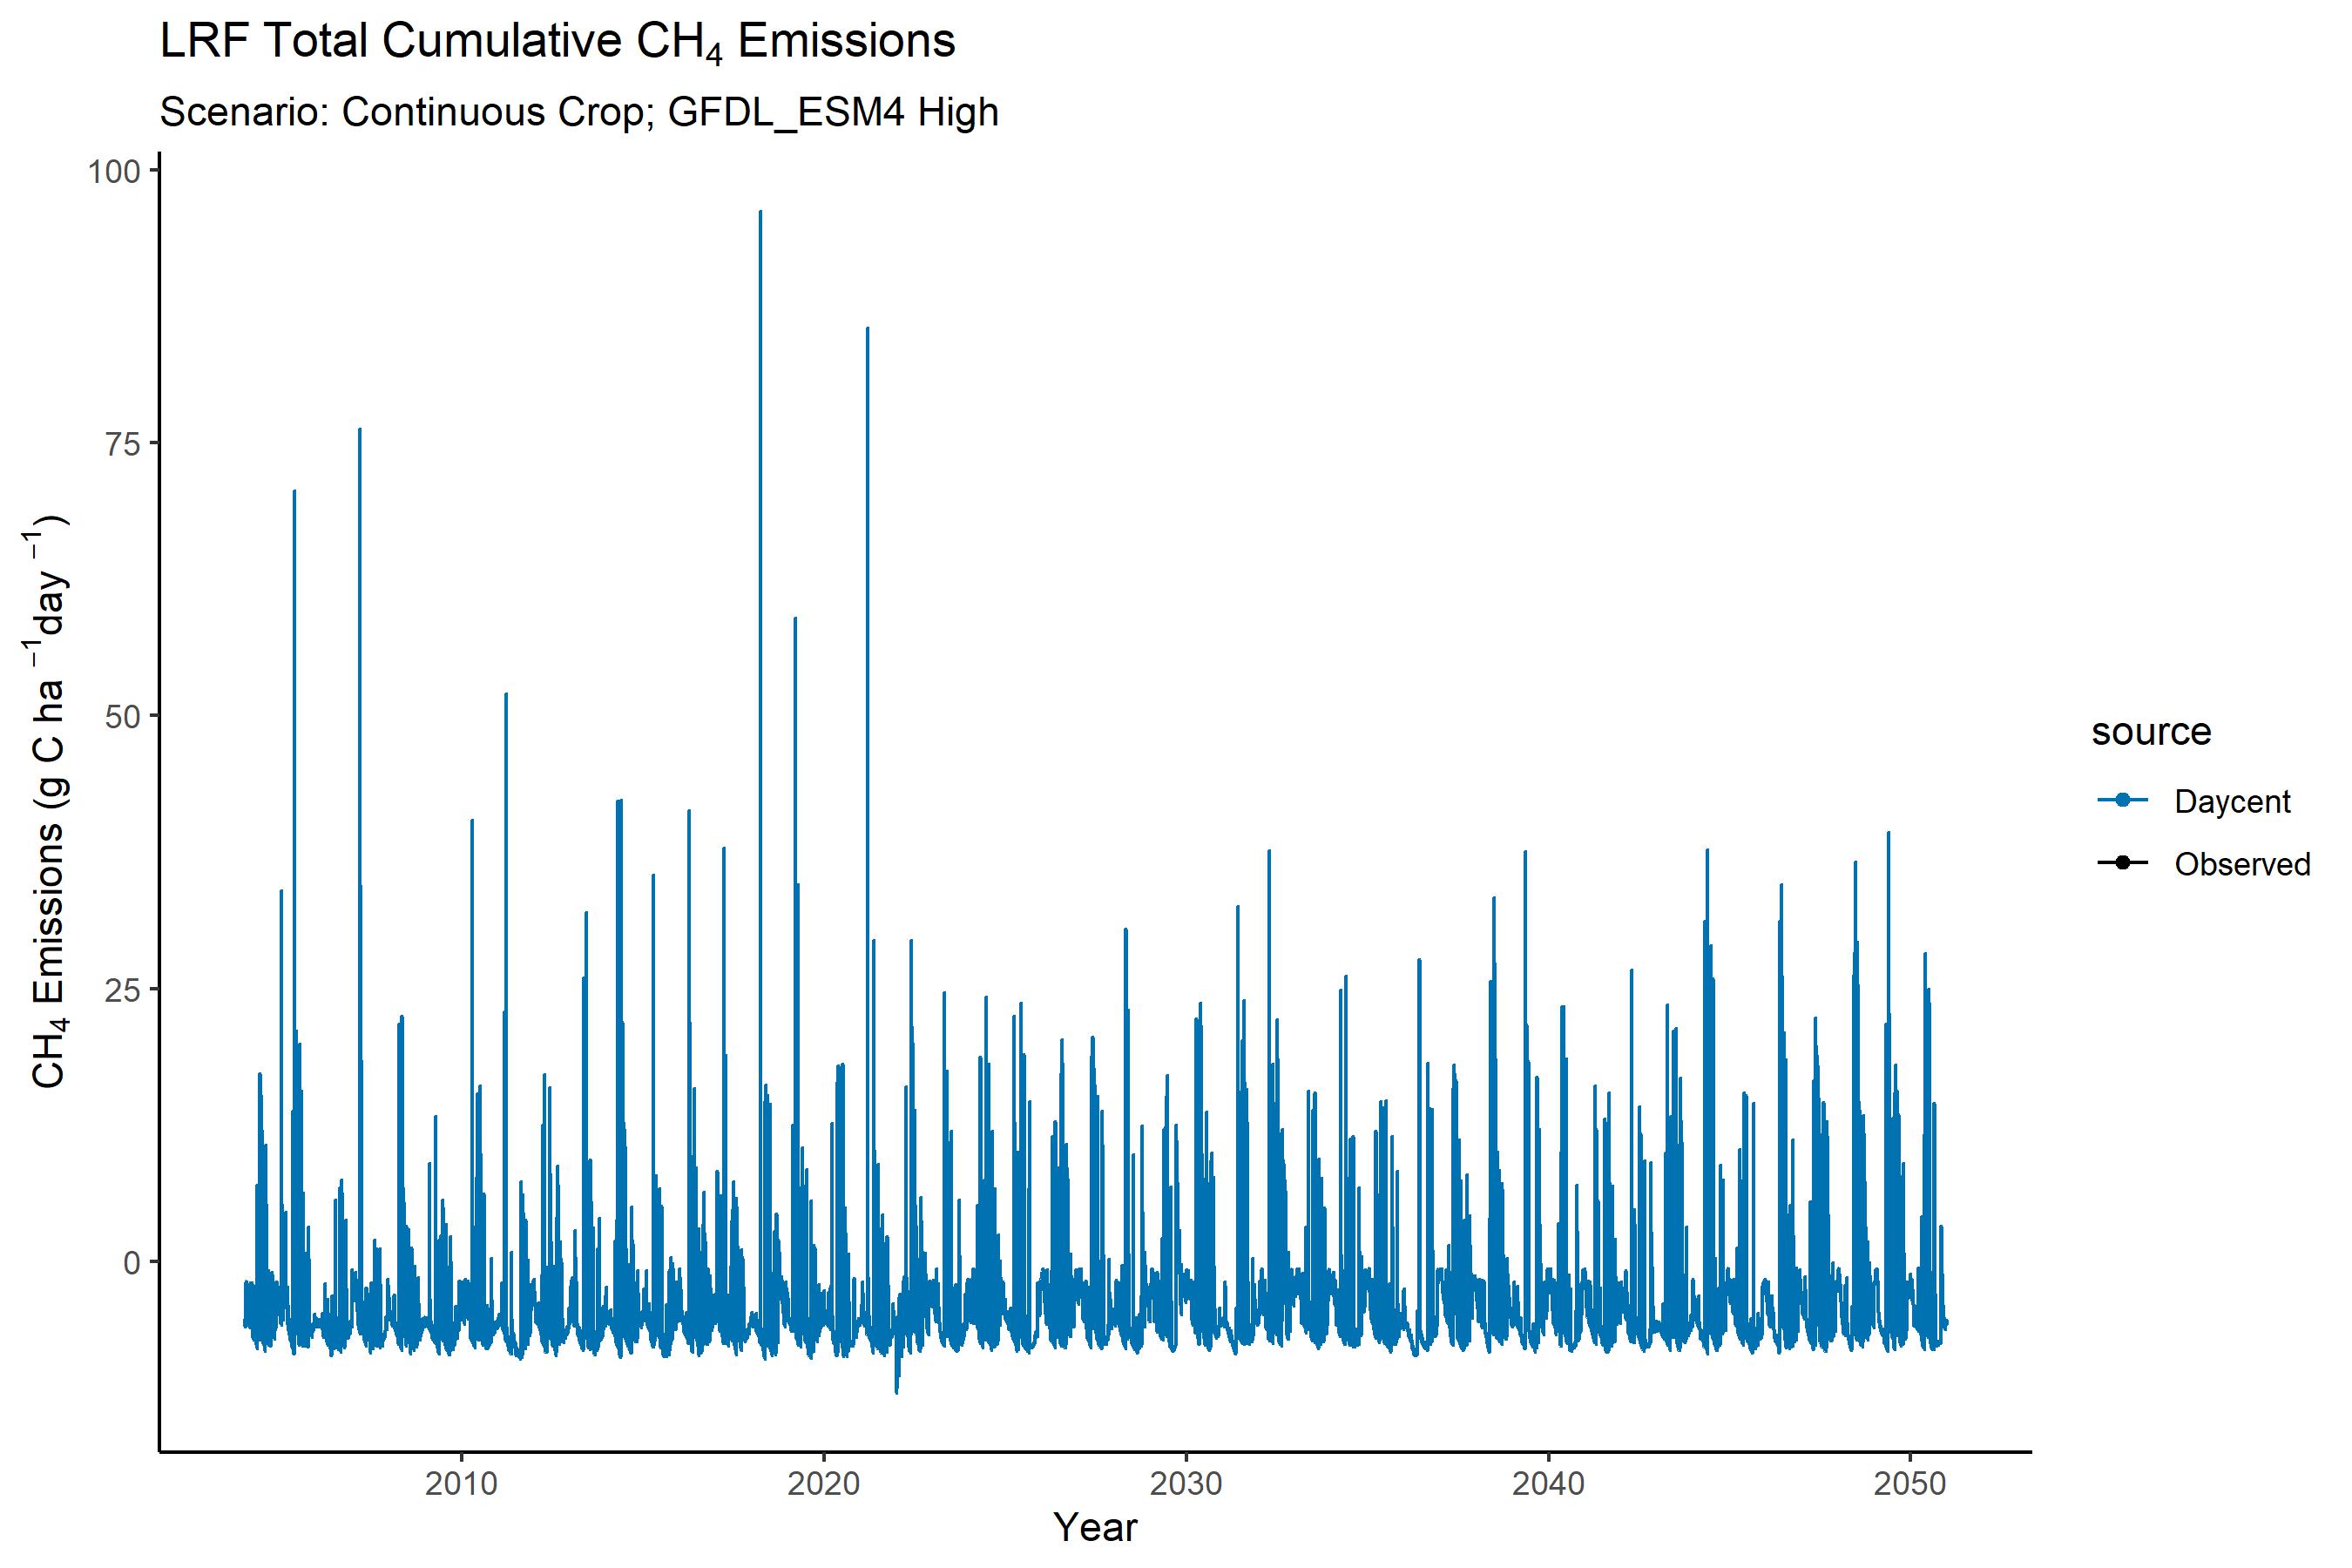 LRF Total Cumulative CH₄ Emissions
Scenario: Continuous Crop; GFDL_ESM4 High
CH₄ Emissions (g C ha ⁻¹day ⁻¹)
100
75
50
25
0
2010 2020 2030 2040 2050
Year
source
Daycent
Observed